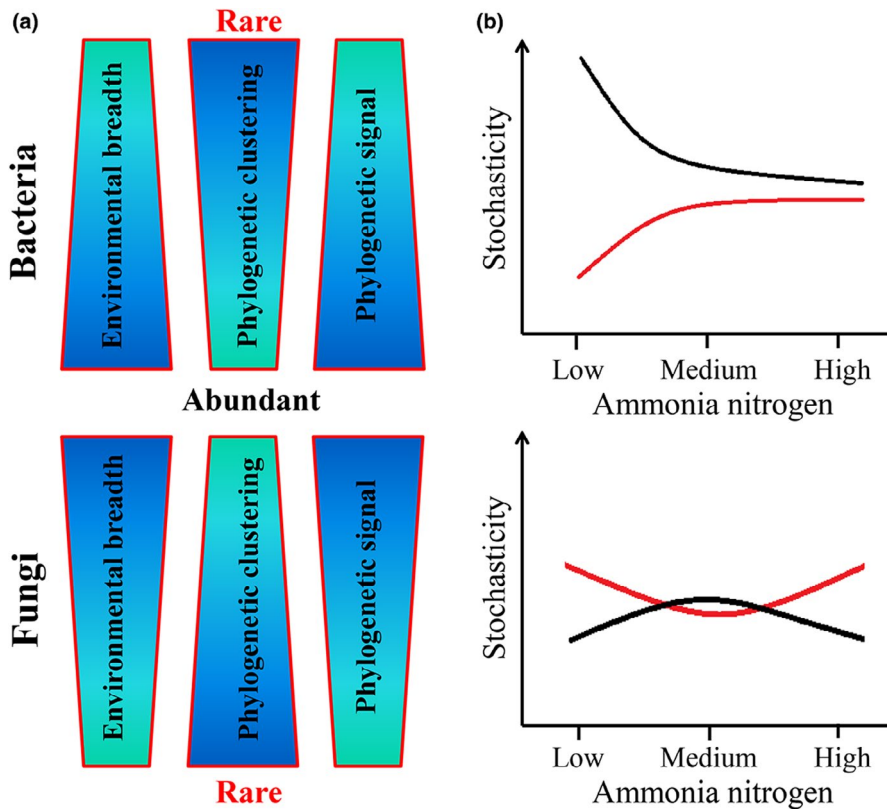 (a)
Rare
Bacteria
Environmental breadth
Phylogenetic clustering
Phylogenetic signal
Abundant
Fungi
Environmental breadth
Phylogenetic clustering
Phylogenetic signal
Rare
(b)
Stochasticity
Low Medium High
Ammonia nitrogen
Stochasticity
Low Medium High
Ammonia nitrogen